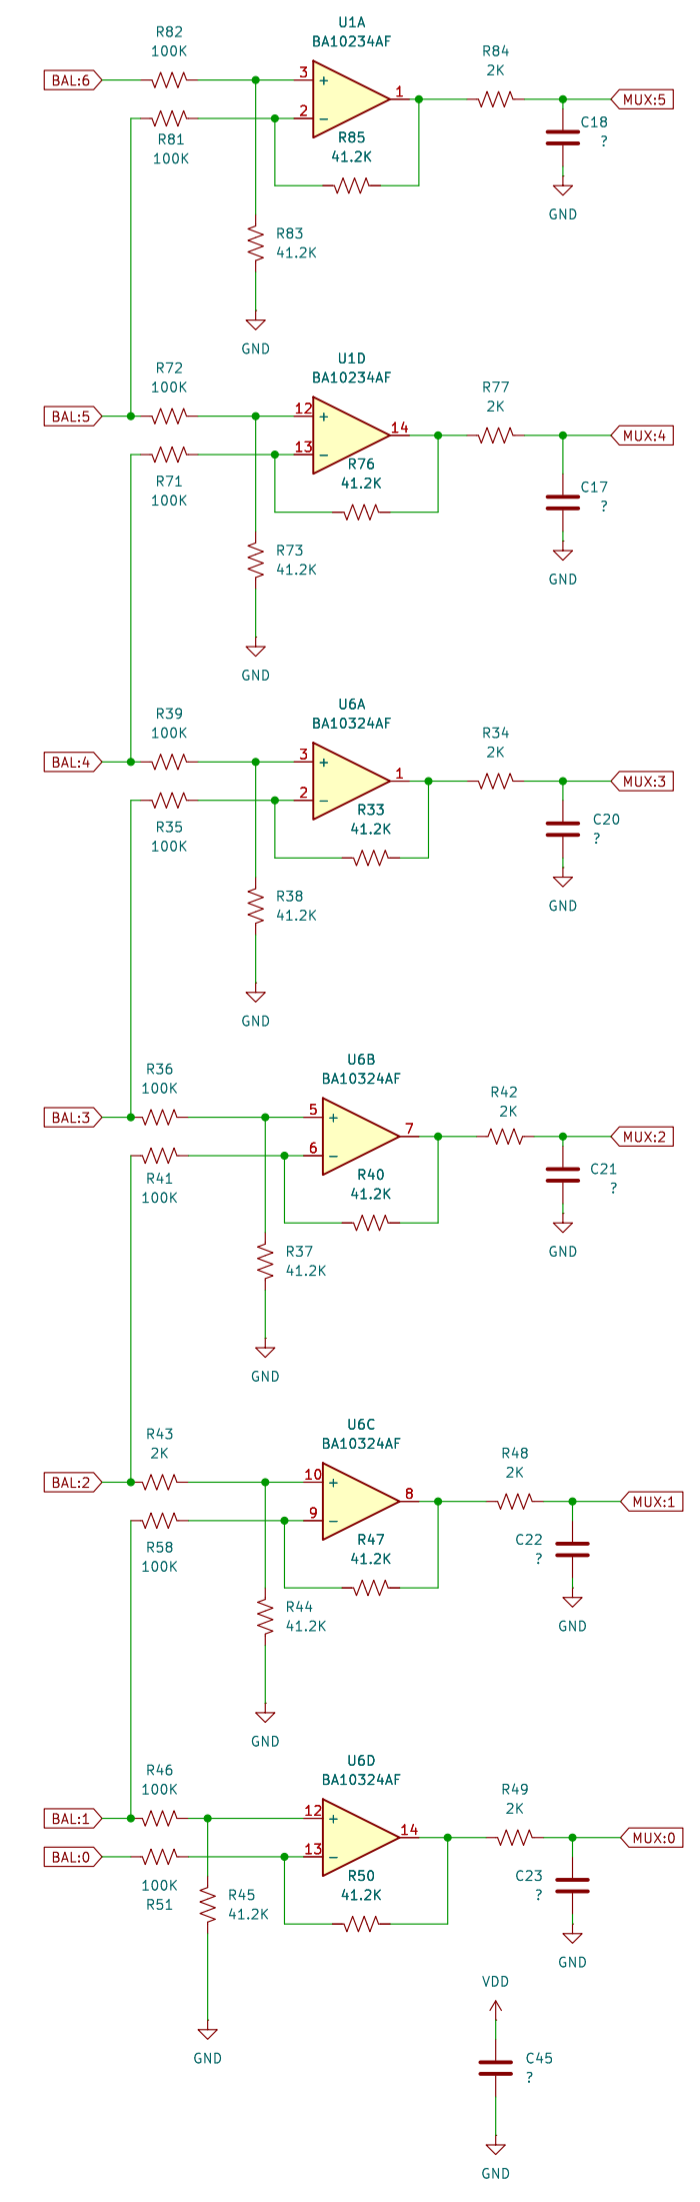 U1A
BA10234AF
R82
100K
BAL:6
3
+
2
−
1
R84
2K
MUX:5
R81
100K
R85
41.2K
C18
?
GND
R83
41.2K
GND
U1D
BA10234AF
R72
100K
BAL:5
12
+
13
−
14
R77
2K
MUX:4
R71
100K
R76
41.2K
C17
?
GND
R73
41.2K
GND
U6A
BA10324AF
R39
100K
BAL:4
3
+
2
−
1
R34
2K
MUX:3
R35
100K
R33
41.2K
C20
?
GND
R38
41.2K
GND
U6B
BA10324AF
R36
100K
BAL:3
5
+
6
−
7
R42
2K
MUX:2
R41
100K
R40
41.2K
C21
?
GND
R37
41.2K
GND
U6C
BA10324AF
R43
2K
BAL:2
10
+
9
−
8
R48
2K
MUX:1
R58
100K
R47
41.2K
C22
?
GND
R44
41.2K
GND
U6D
BA10324AF
R46
100K
BAL:1
BAL:0
12
+
13
−
14
R49
2K
MUX:0
100K
R51
R45
41.2K
R50
41.2K
C23
?
GND
GND
VDD
C45
?
GND